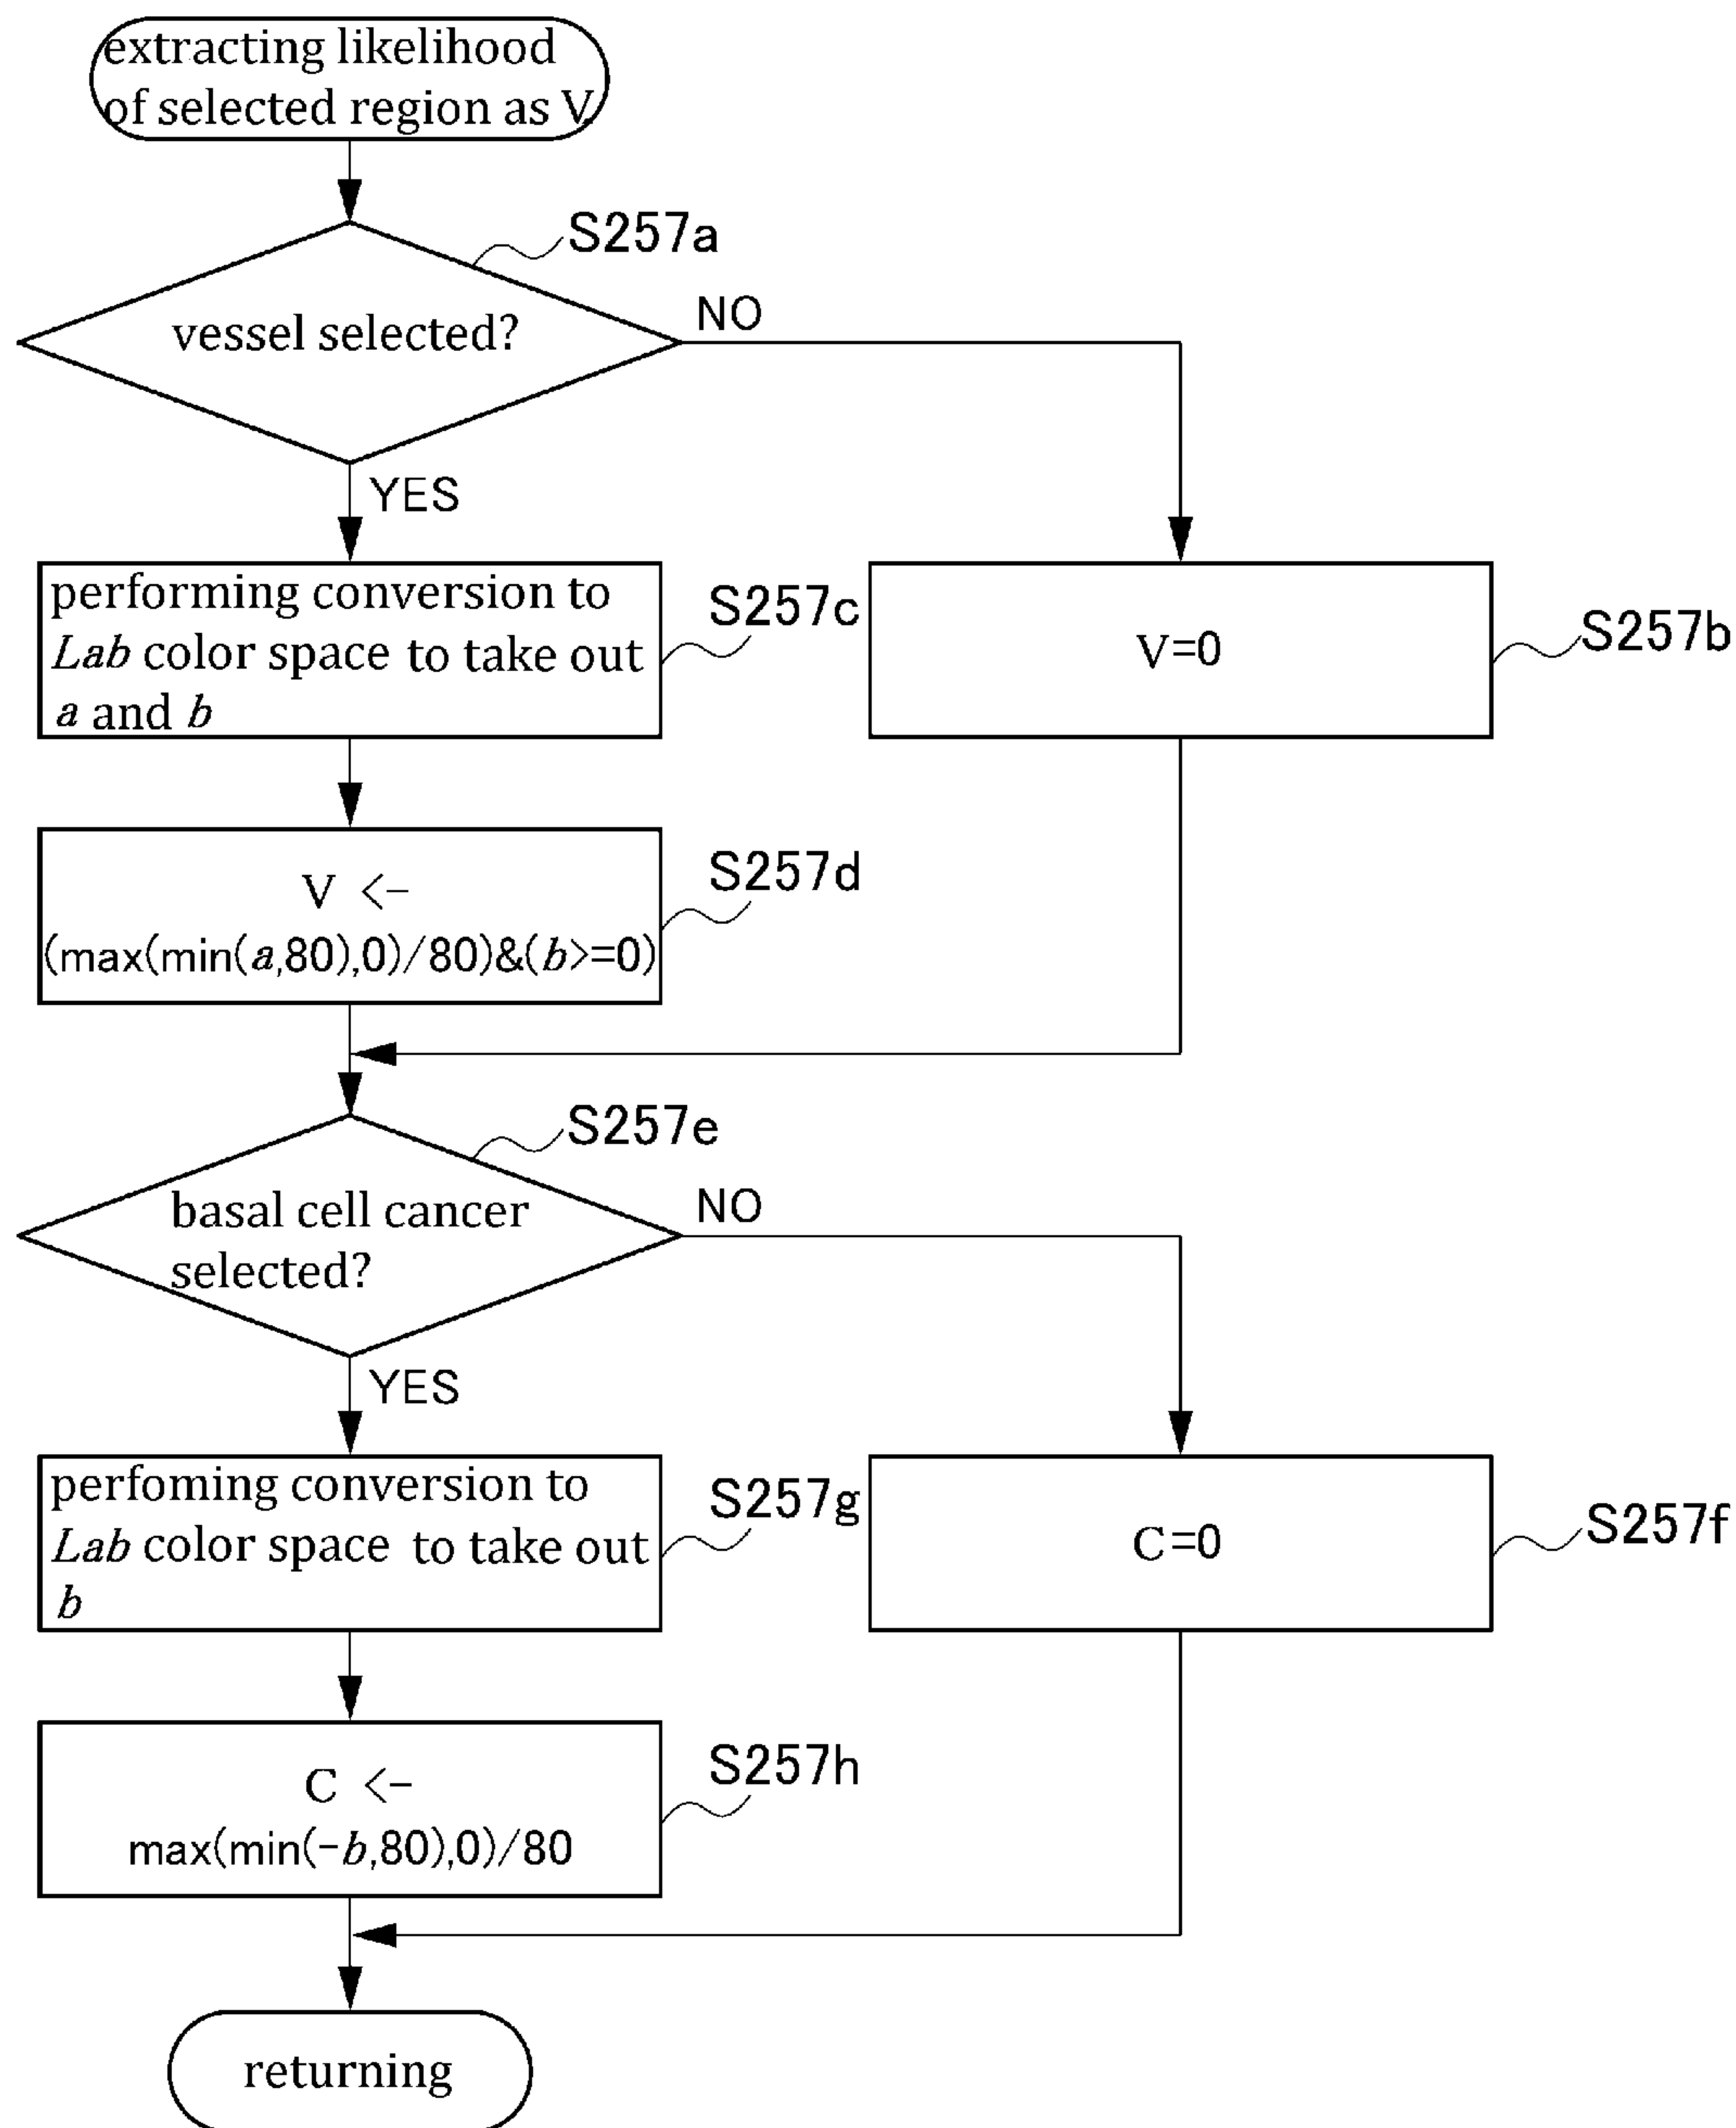 extracting likelihood
of selected region as V
S257a
vessel selected?
NO
YES
performing conversion to
Lab color space to take out
a and b
S257c
V=0
S257b
V <-
(max(min(a,80),0)/80)&(b>=0)
S257d
S257e
basal cell cancer
selected?
NO
YES
perfoming conversion to
Lab color space to take out
b
S257g
C=0
S257f
C <-
max(min(-b,80),0)/80
S257h
returning